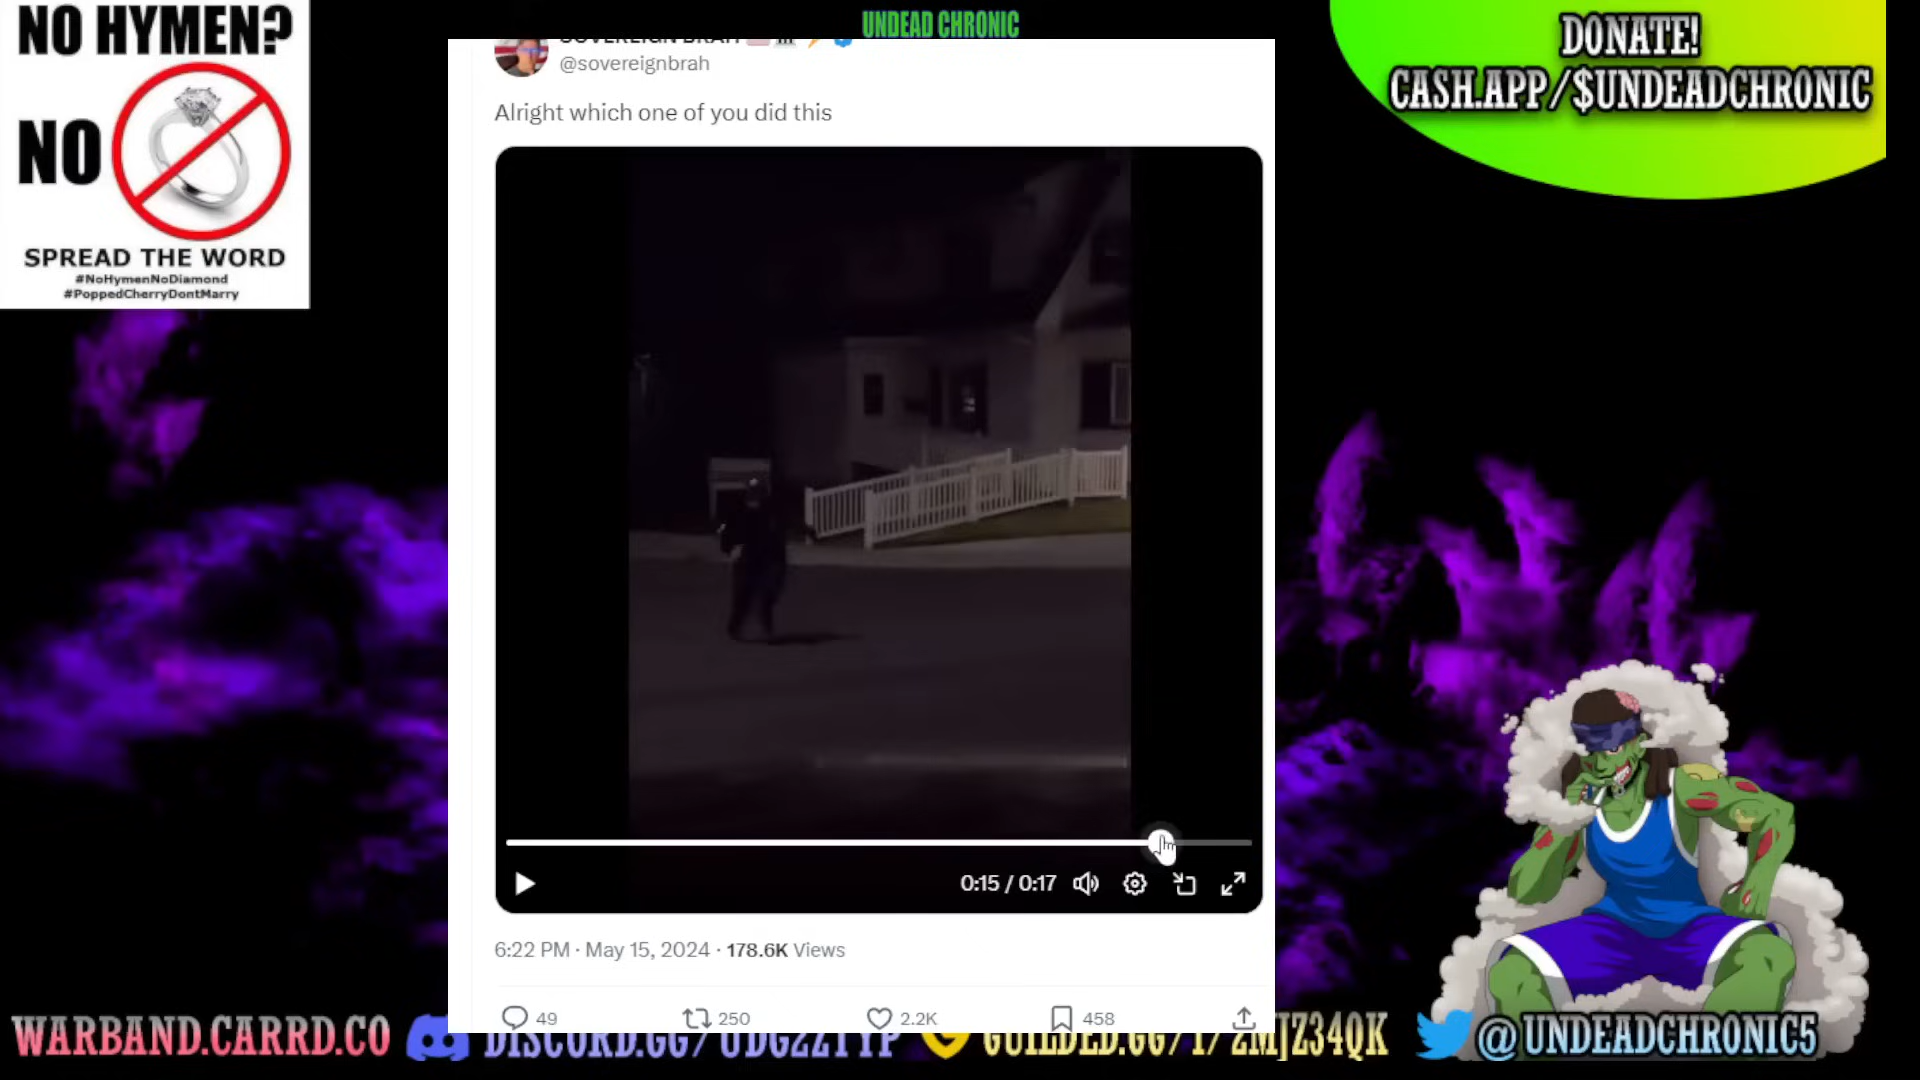 NO HYMEN?
NO
SPREAD THE WORD
#NoHymenNoDiamond
#PoppedCherryDontMarry
UNDEAD CHRONIC
SOVEREIGN BRAH
@sovereignbrah
Alright which one of you did this
0:15 / 0:17
6:22 PM · May 15, 2024 · 178.6K Views
49
250
2.2K
458
DONATE!
CASH.APP/$UNDEADCHRONIC
WARBAND.CARRD.CO
@UNDEADCHRONIC5